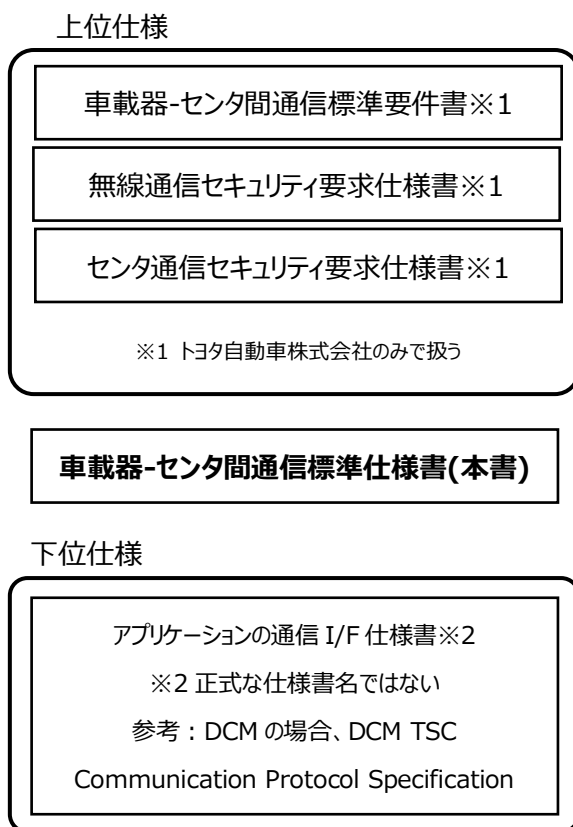 上位仕様
車載器-センタ間通信標準要件書※1
無線通信セキュリティ要求仕様書※1
センタ通信セキュリティ要求仕様書※1
※1 トヨタ自動車株式会社のみで扱う
車載器-センタ間通信標準仕様書(本書)
下位仕様
アプリケーションの通信 I/F 仕様書※2
※2 正式な仕様書名ではない
参考：DCM の場合、DCM TSC
Communication Protocol Specification